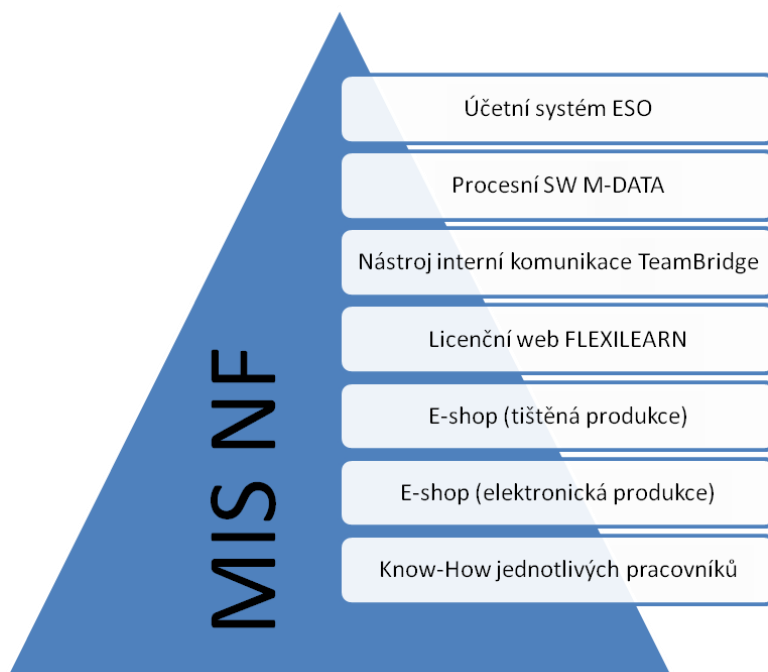 Účetní systém ESO
Procesní SW M-DATA
Nástroj interní komunikace TeamBridge
Licenční web FLEXILEARN
E-shop (tištěná produkce)
E-shop (elektronická produkce)
Know-How jednotlivých pracovníků
MIS NF